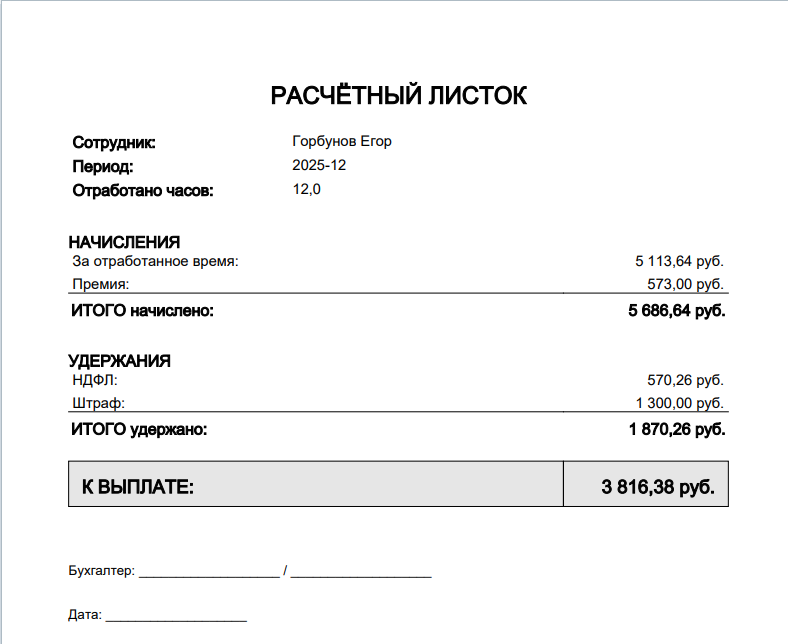 РАСЧЁТНЫЙ ЛИСТОК
Сотрудник: Горбунов Егор
Период: 2025-12
Отработано часов: 12,0
НАЧИСЛЕНИЯ
За отработанное время: 5 113,64 руб.
Премия: 573,00 руб.
ИТОГО начислено: 5 686,64 руб.
УДЕРЖАНИЯ
НДФЛ: 570,26 руб.
Штраф: 1 300,00 руб.
ИТОГО удержано: 1 870,26 руб.
К ВЫПЛАТЕ: 3 816,38 руб.
Бухгалтер: ___________________ / ___________________
Дата: ___________________